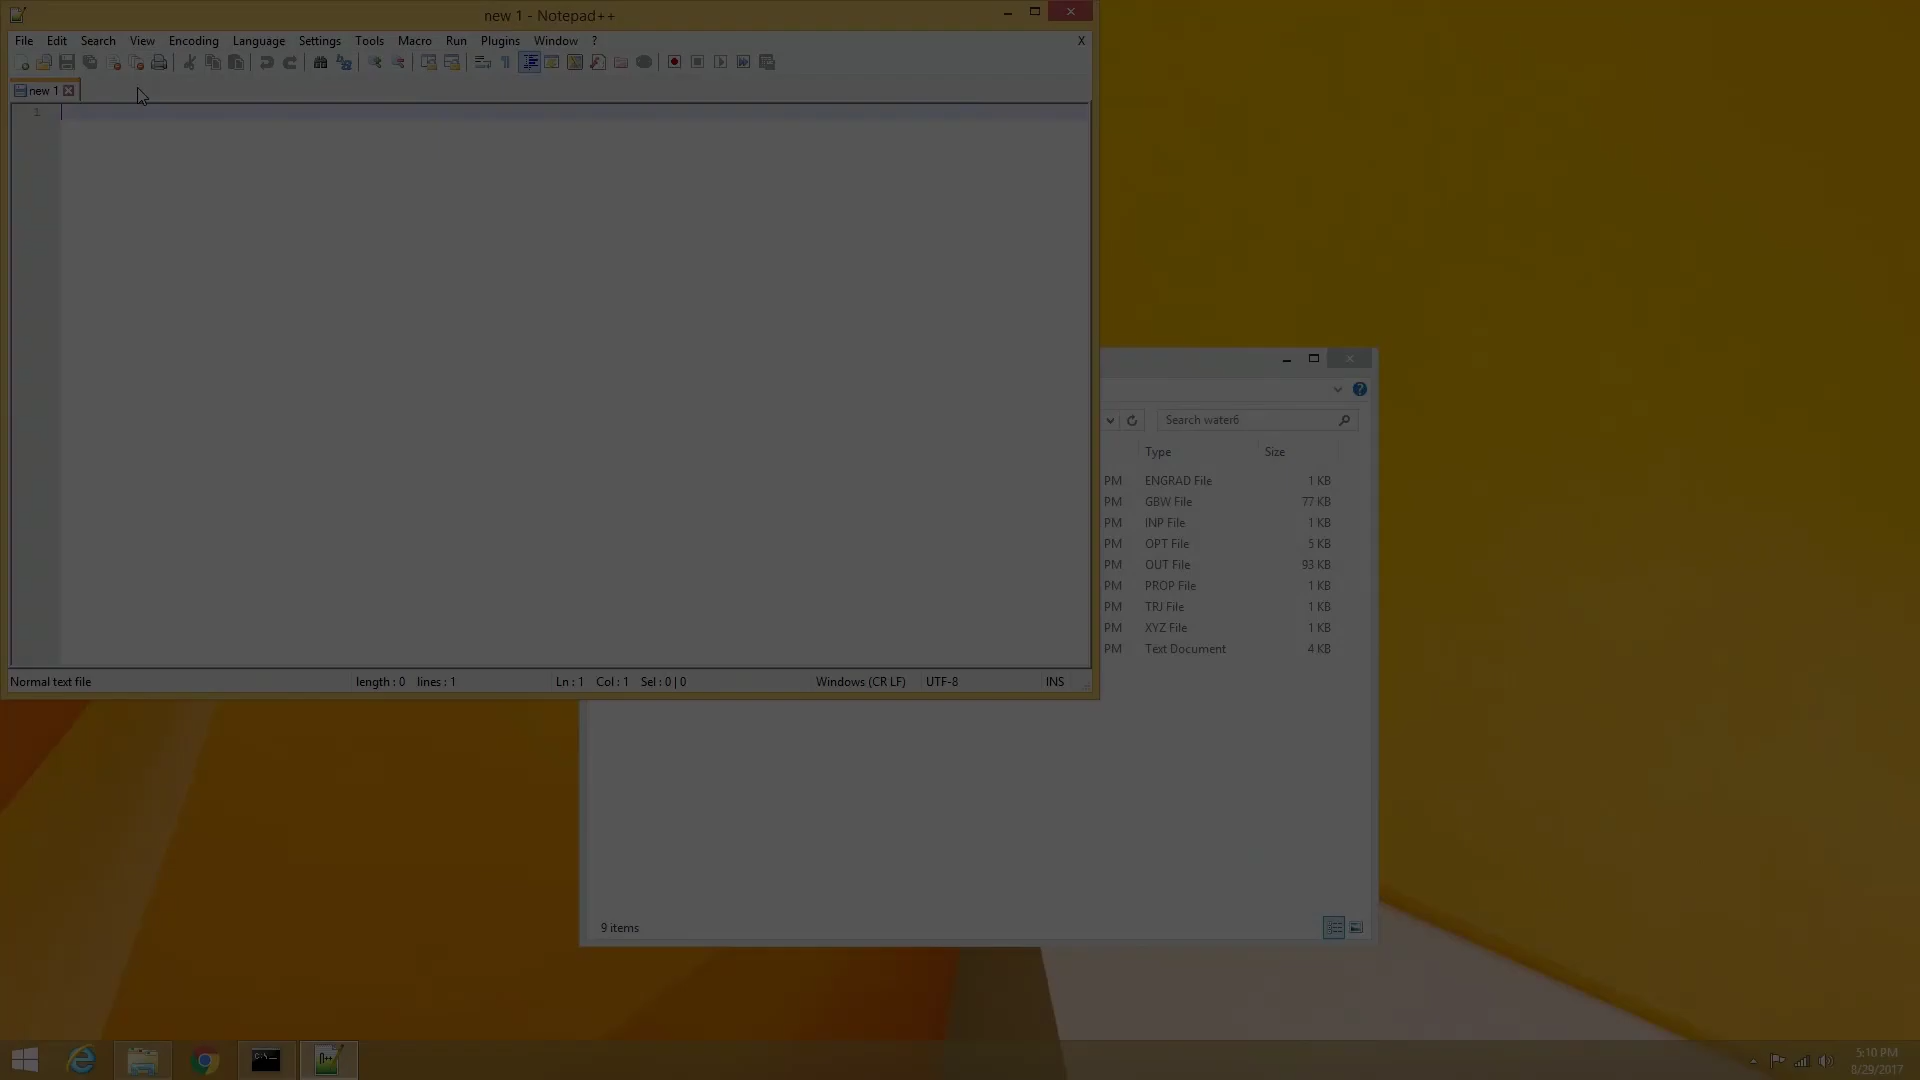 new 1 - Notepad++
File Edit Search View Encoding Language Settings Tools Macro Run Plugins Window ? X
new 1
1
Search water6
Type Size
PM ENGRAD File 1 KB
PM GBW File 77 KB
PM INP File 1 KB
PM OPT File 5 KB
PM OUT File 93 KB
PM PROP File 1 KB
PM TRJ File 1 KB
PM XYZ File 1 KB
PM Text Document 4 KB
Normal text file length : 0 lines : 1 Ln : 1 Col : 1 Sel : 0 | 0 Windows (CR LF) UTF-8 INS
9 items
5:10 PM
8/29/2017